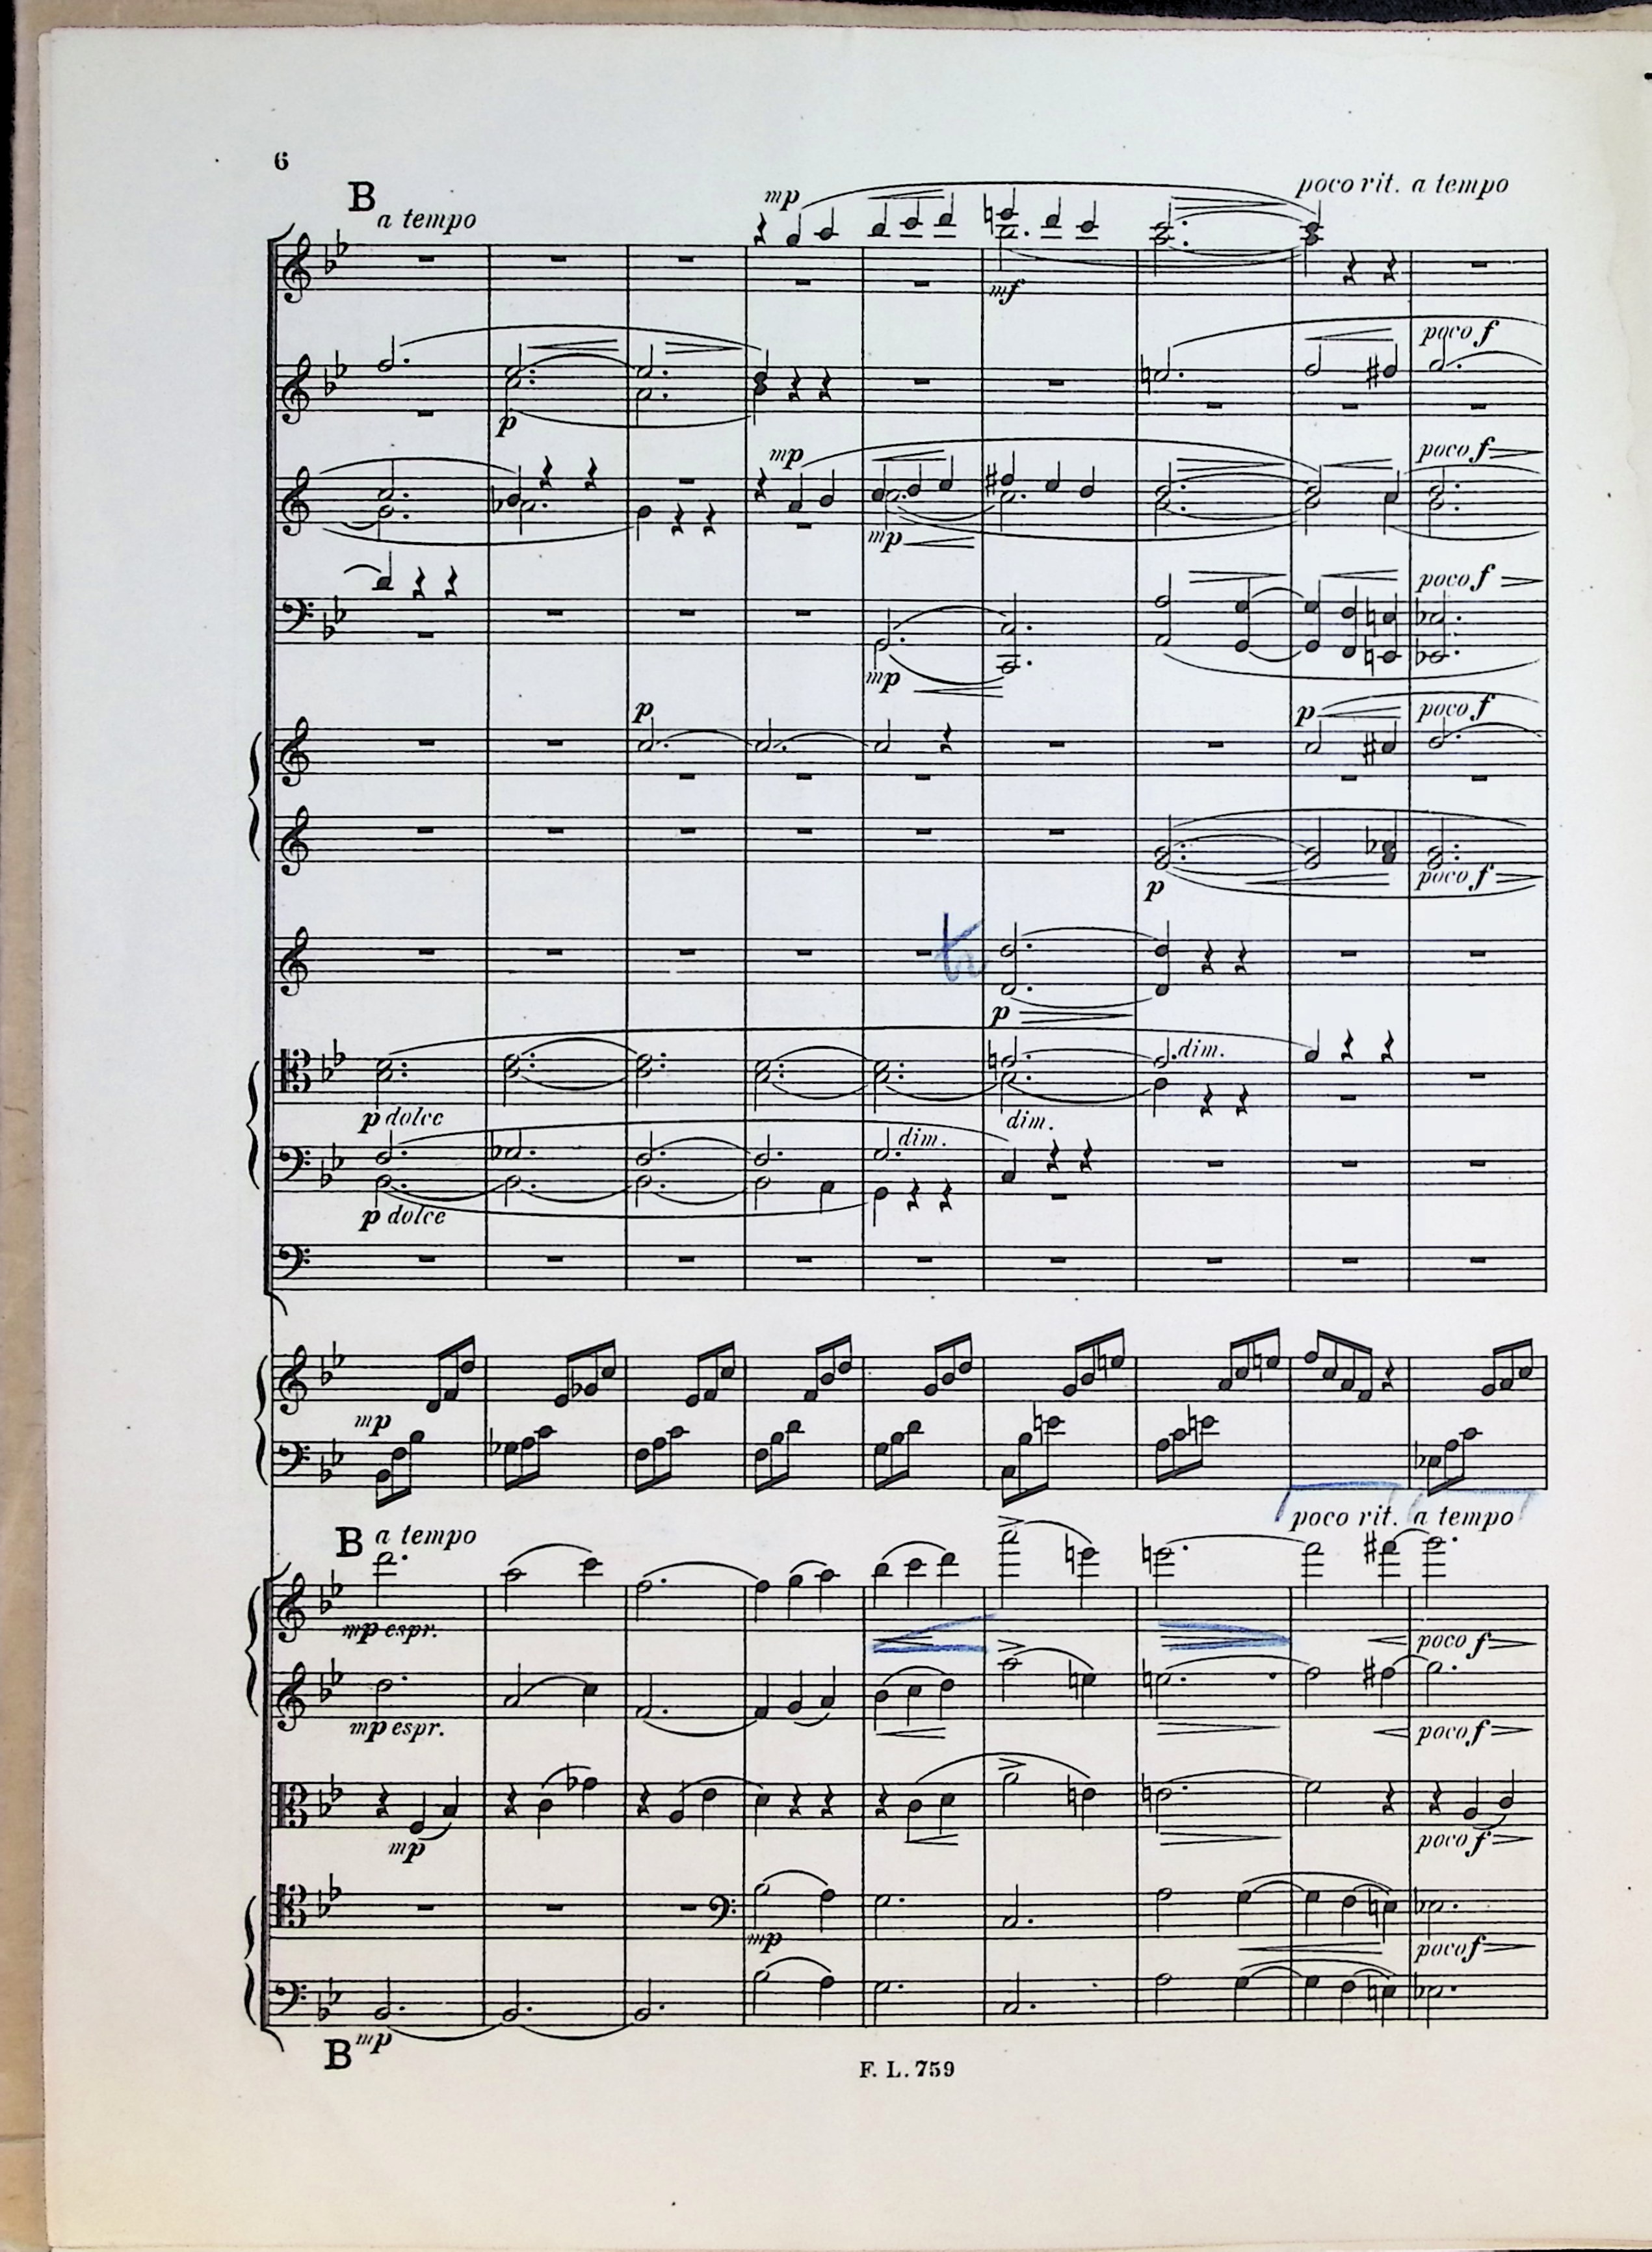 6
B
a tempo
mp
poco rit. a tempo
mf
poco f
p
mp
poco f
mp
poco f
mp
p
p
poco f
p
poco f
tr
p
dim.
p dolce
dim.
dim.
p dolce
mp
poco rit. a tempo
B a tempo
mp espr.
poco f
mp espr.
poco f
mp
poco f
mp
poco f
B mp
F. L. 759